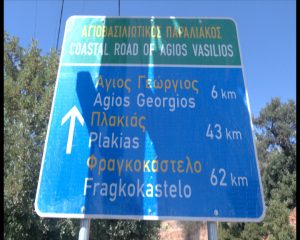 ΑΓΙΟΒΑΣΙΛΙΩΤΙΚΟΣ ΠΑΡΑΛΙΑΚΟΣ
COASTAL ROAD OF AGIOS VASILIOS
Άγιος Γεώργιος
Agios Georgios 6 km
Πλακιάς
Plakias 43 km
Φραγκοκάστελο
Fragkokastelo 62 km